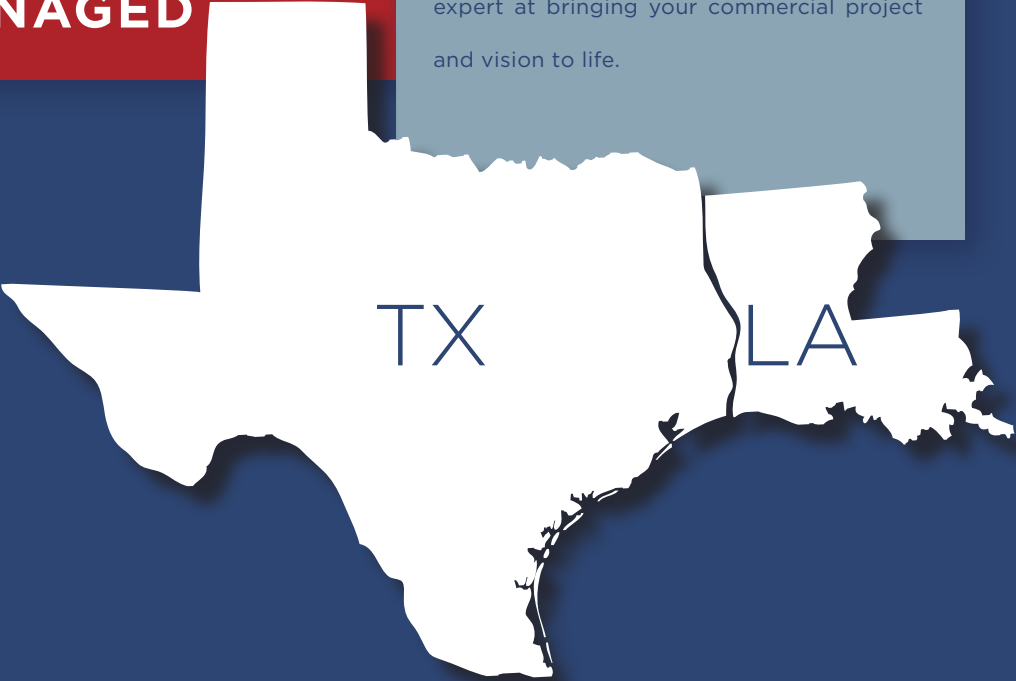 NAGED
expert at bringing your commercial project
and vision to life.
TX
LA